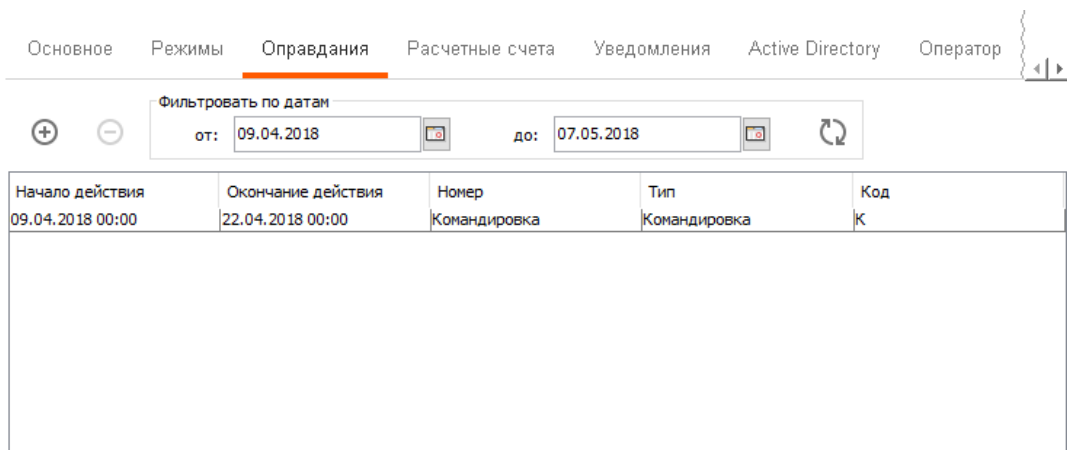 Основное Режимы Оправдания Расчетные счета Уведомления Active Directory Оператор
Фильтровать по датам
от: 09.04.2018 до: 07.05.2018
Начало действия Окончание действия Номер Тип Код
09.04.2018 00:00 22.04.2018 00:00 Командировка Командировка К